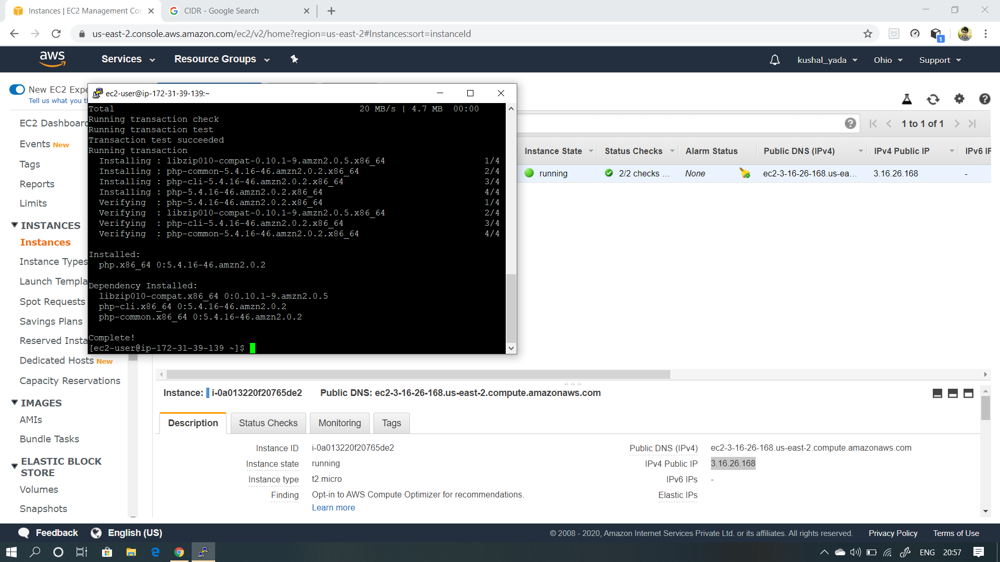 Instances | EC2 Management Con
CIDR - Google Search
us-east-2.console.aws.amazon.com/ec2/v2/home?region=us-east-2#Instances:sort=instanceId
1
aws
Services
Resource Groups
kushal_yada
Ohio
Support
New EC2 Expe
Tell us what you t
ec2-user@ip-172-31-39-139:~
Total 20 MB/s | 4.7 MB 00:00
Running transaction check
Running transaction test
Transaction test succeeded
Running transaction
Installing : libzip010-compat-0.10.1-9.amzn2.0.5.x86_64 1/4
Installing : php-common-5.4.16-46.amzn2.0.2.x86_64 2/4
Installing : php-cli-5.4.16-46.amzn2.0.2.x86_64 3/4
Installing : php-5.4.16-46.amzn2.0.2.x86_64 4/4
Verifying : php-5.4.16-46.amzn2.0.2.x86_64 1/4
Verifying : libzip010-compat-0.10.1-9.amzn2.0.5.x86_64 2/4
Verifying : php-cli-5.4.16-46.amzn2.0.2.x86_64 3/4
Verifying : php-common-5.4.16-46.amzn2.0.2.x86_64 4/4
Installed:
php.x86_64 0:5.4.16-46.amzn2.0.2
Dependency Installed:
libzip010-compat.x86_64 0:0.10.1-9.amzn2.0.5
php-cli.x86_64 0:5.4.16-46.amzn2.0.2
php-common.x86_64 0:5.4.16-46.amzn2.0.2
Complete!
[ec2-user@ip-172-31-39-139 ~]$
EC2 Dashboard
Events New
Tags
Reports
Limits
INSTANCES
Instances
Instance Types
Launch Templa
Spot Requests
Savings Plans
Reserved Insta
Dedicated Hosts New
Capacity Reservations
IMAGES
AMIs
Bundle Tasks
ELASTIC BLOCK
STORE
Volumes
Snapshots
1 to 1 of 1
Instance State Status Checks Alarm Status Public DNS (IPv4) IPv4 Public IP IPv6 IP
running 2/2 checks ... None ec2-3-16-26-168.us-ea... 3.16.26.168 -
Instance: i-0a013220f20765de2 Public DNS: ec2-3-16-26-168.us-east-2.compute.amazonaws.com
Description Status Checks Monitoring Tags
Instance ID i-0a013220f20765de2
Instance state running
Instance type t2.micro
Finding Opt-in to AWS Compute Optimizer for recommendations.
Learn more
Public DNS (IPv4) ec2-3-16-26-168.us-east-2.compute.amazonaws.com
IPv4 Public IP 3.16.26.168
IPv6 IPs -
Elastic IPs
Feedback
English (US)
© 2008 - 2020, Amazon Internet Services Private Ltd. or its affiliates. All rights reserved.
Privacy Policy
Terms of Use
ENG
20:57